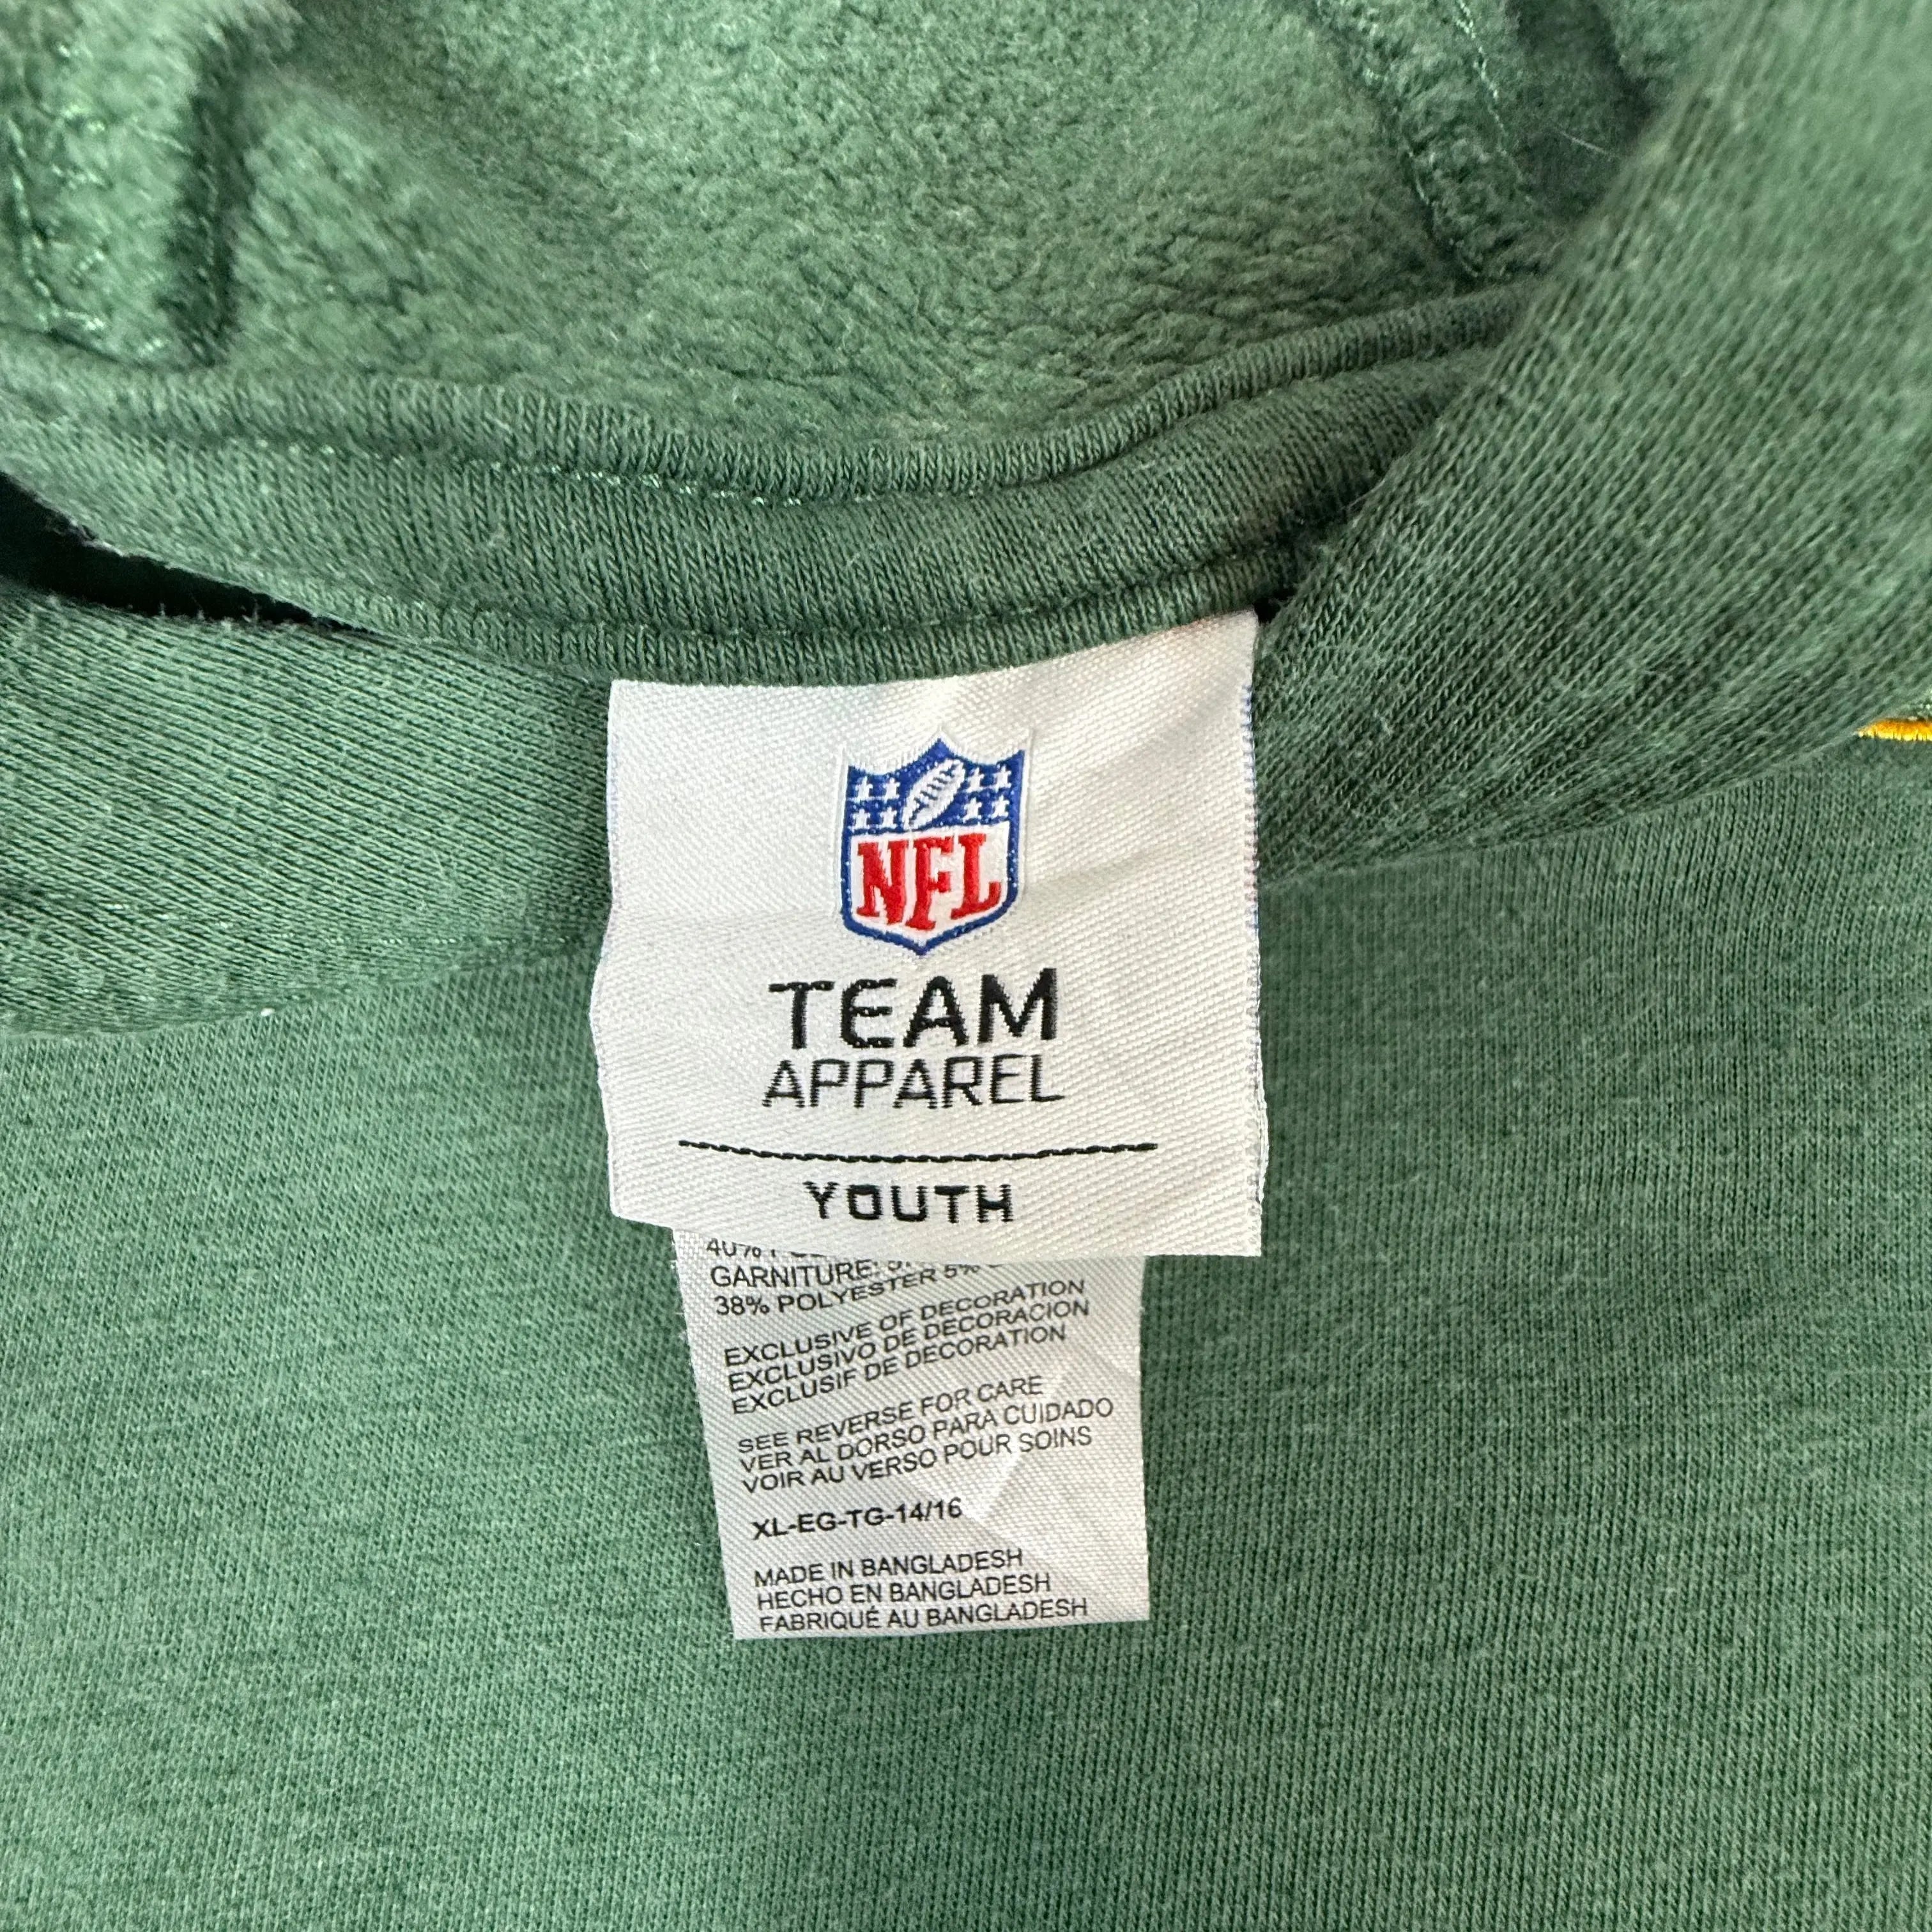 NFL
TEAM
APPAREL
YOUTH
40%
GARNITURE:
38% POLYESTER 5%
EXCLUSIVE OF DECORATION
EXCLUSIVO DE DECORACION
EXCLUSIF DE DECORATION
SEE REVERSE FOR CARE
VER AL DORSO PARA CUIDADO
VOIR AU VERSO POUR SOINS
XL-EG-TG-14/16
MADE IN BANGLADESH
HECHO EN BANGLADESH
FABRIQUÉ AU BANGLADESH